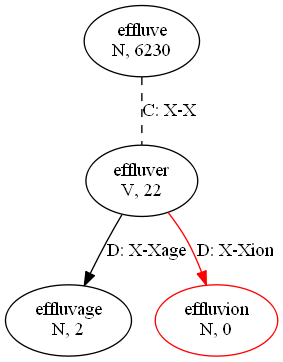 effluve
N, 6230
C: X-X
effluver
V, 22
D: X-Xage
D: X-Xion
effluvage
N, 2
effluvion
N, 0